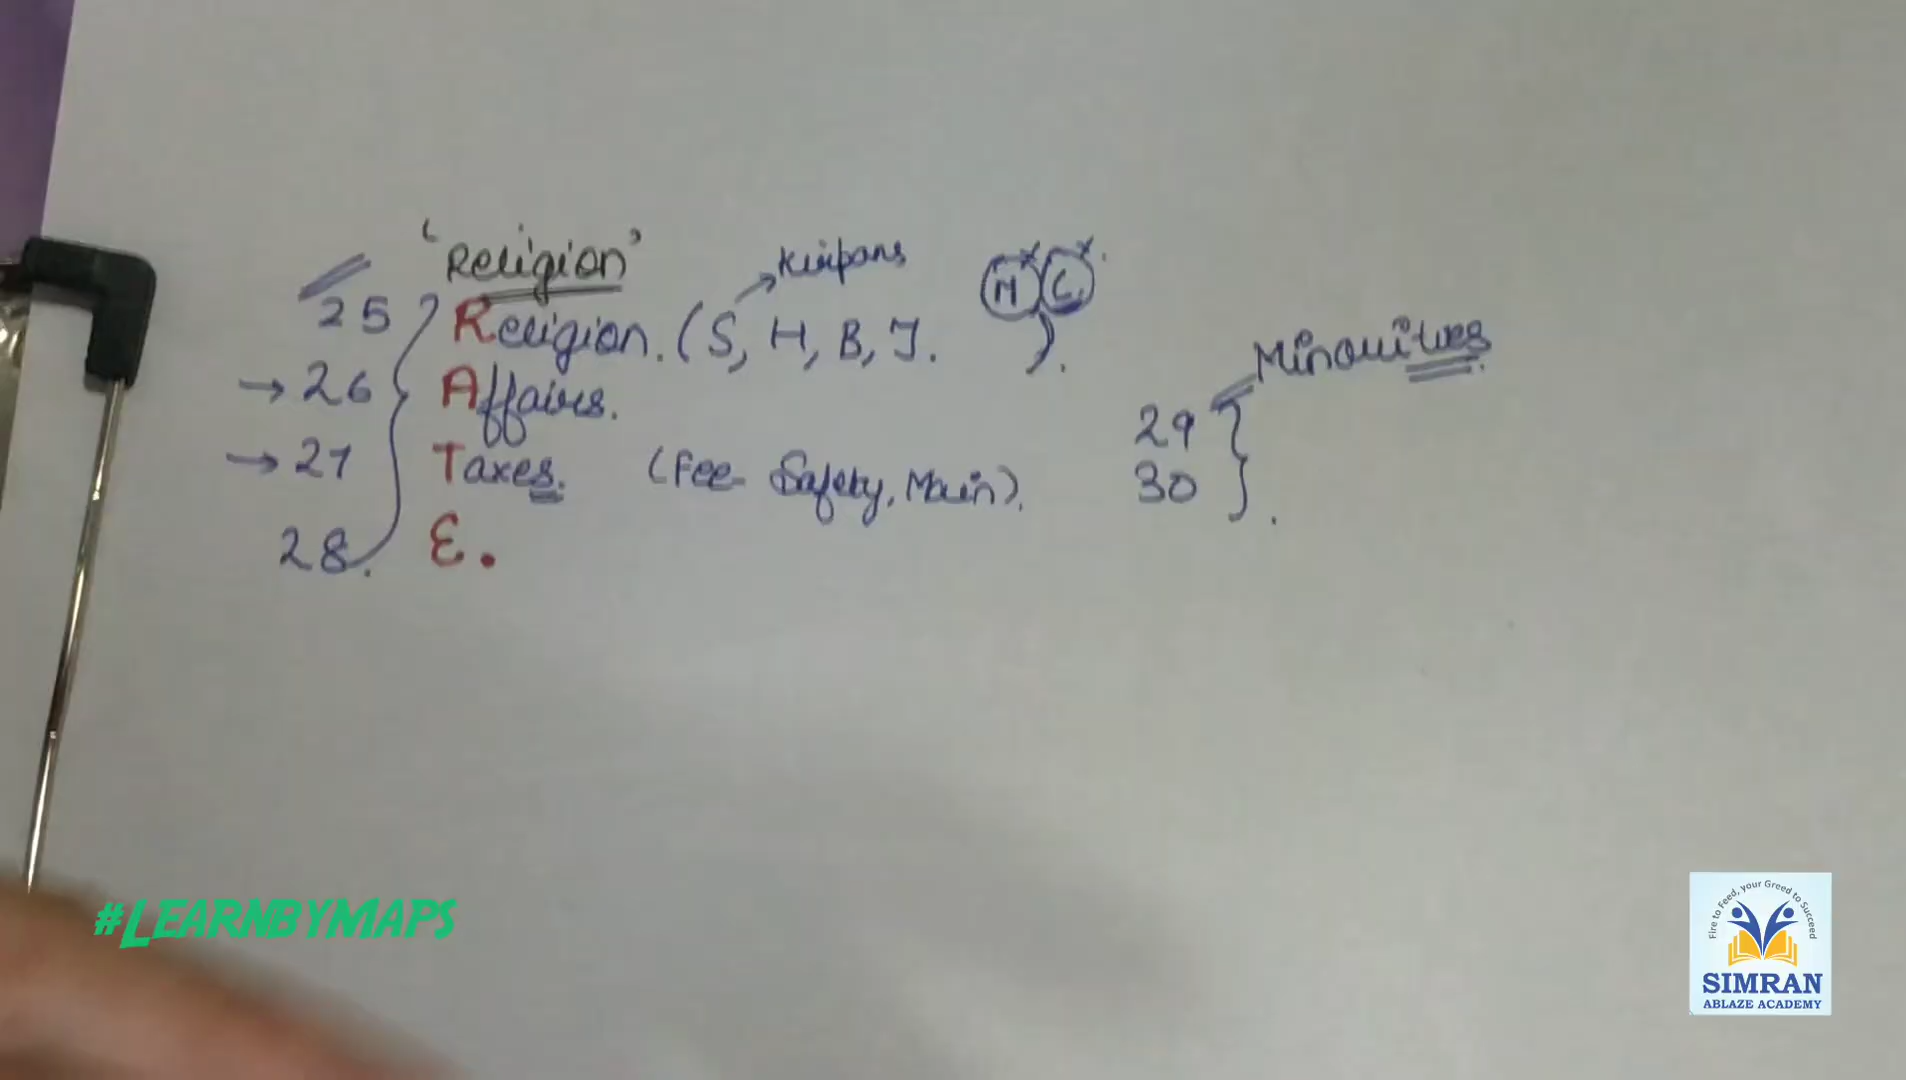 'Religion'
25 Religion. (S, H, B, J. ).
→ Kirpans
M C
→ 26 Affairs.
→ 27 Taxes. (Fee- Safety, Main).
28. E.
Minorities
29
30
#LEARNBYMAPS
Fire to Feed, your Greed to Succeed
SIMRAN
ABLAZE ACADEMY